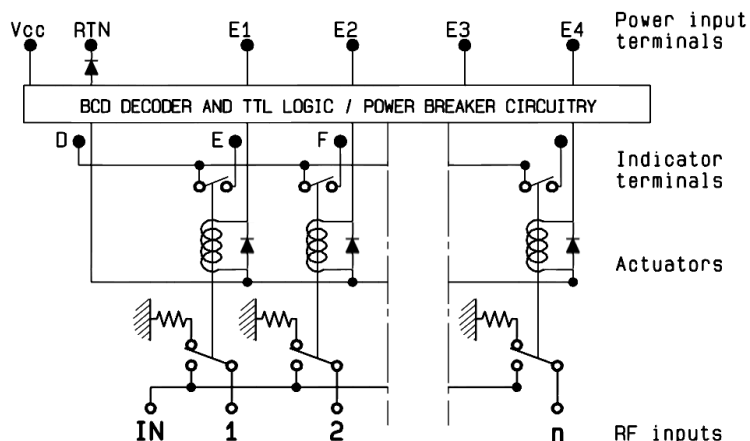 Vcc RTN E1 E2 E3 E4 Power input
terminals
BCD DECODER AND TTL LOGIC / POWER BREAKER CIRCUITRY
D E F Indicator
terminals
Actuators
IN 1 2 n RF inputs